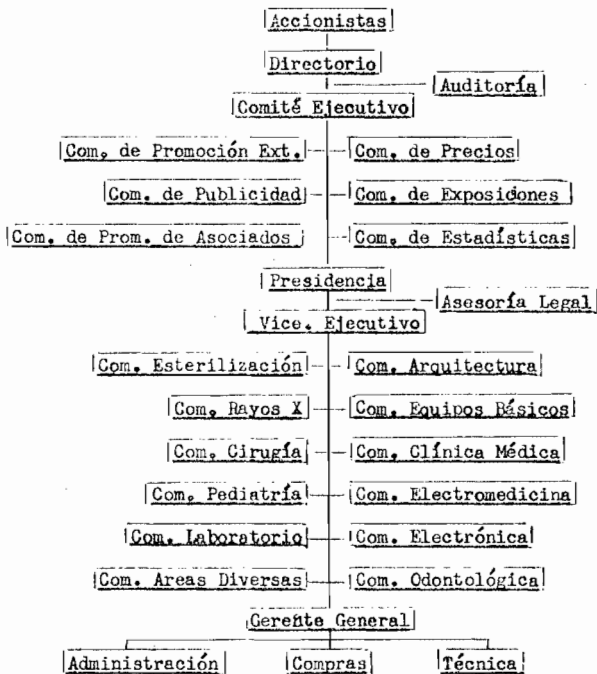 Accionistas
Directorio
Auditoría
Comité Ejecutivo
Com. de Promoción Ext. Com. de Precios
Com. de Publicidad Com. de Exposiciones
Com. de Prom. de Asociados Com. de Estadísticas
Presidencia
Asesoría Legal
Vice. Ejecutivo
Com. Esterilización Com. Arquitectura
Com. Rayos X Com. Equipos Básicos
Com. Cirugía Com. Clínica Médica
Com. Pediatría Com. Electromedicina
Com. Laboratorio Com. Electrónica
Com. Areas Diversas Com. Odontológica
Gerente General
Administración Compras Técnica